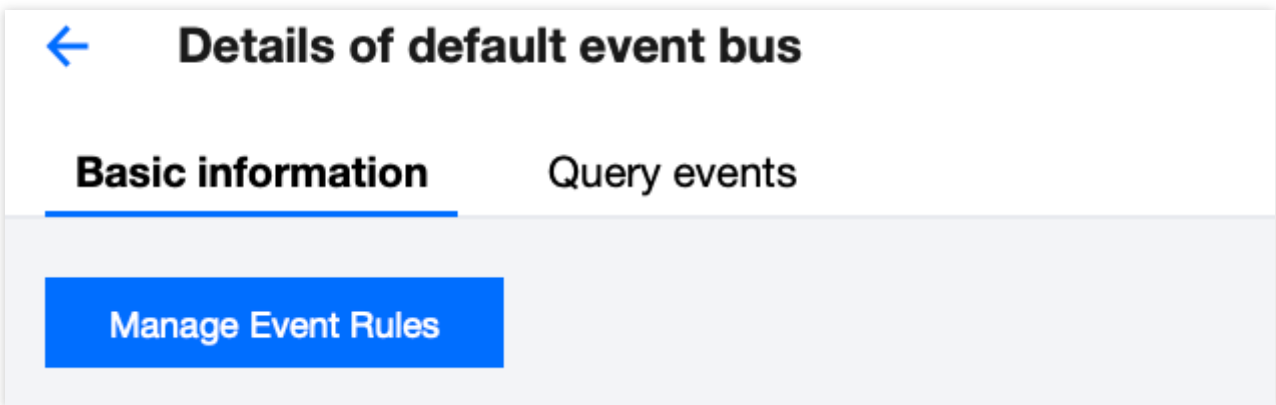 Details of default event bus
Basic information Query events
Manage Event Rules